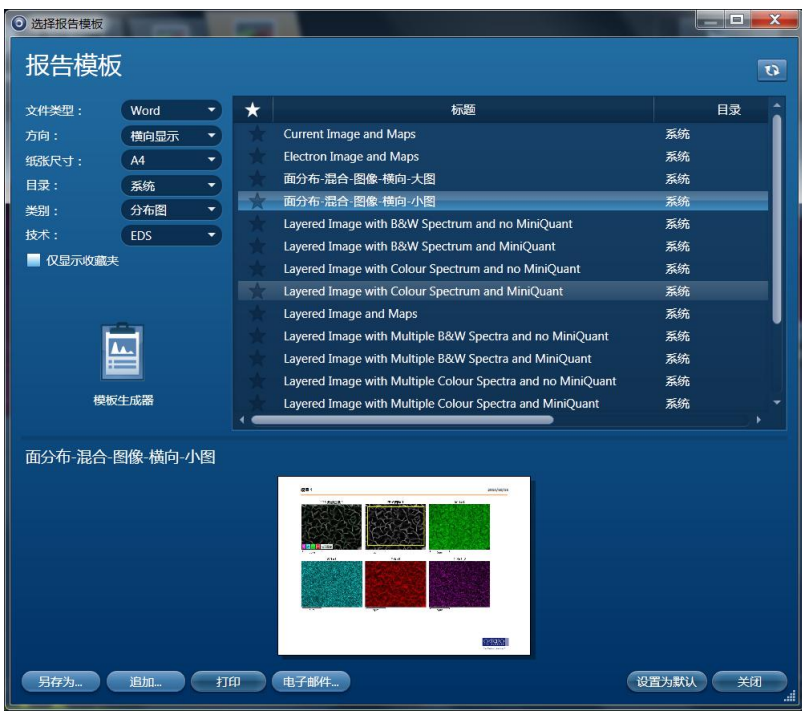 选择报告模板
报告模板
文件类型： Word
方向： 横向显示
纸张尺寸： A4
目录： 系统
类别： 分布图
技术： EDS
仅显示收藏夹
模板生成器
标题 目录
Current Image and Maps 系统
Electron Image and Maps 系统
面分布-混合-图像-横向-大图 系统
面分布-混合-图像-横向-小图 系统
Layered Image with B&W Spectrum and no MiniQuant 系统
Layered Image with B&W Spectrum and MiniQuant 系统
Layered Image with Colour Spectrum and no MiniQuant 系统
Layered Image with Colour Spectrum and MiniQuant 系统
Layered Image and Maps 系统
Layered Image with Multiple B&W Spectra and no MiniQuant 系统
Layered Image with Multiple B&W Spectra and MiniQuant 系统
Layered Image with Multiple Colour Spectra and no MiniQuant 系统
Layered Image with Multiple Colour Spectra and MiniQuant 系统
面分布-混合-图像-横向-小图
另存为... 追加... 打印 电子邮件... 设置为默认 关闭